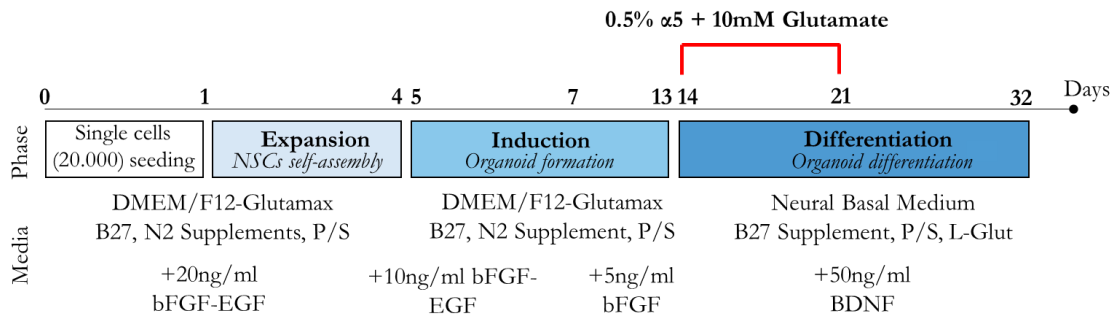 0.5% α5 + 10mM Glutamate
0 1 4 5 7 13 14 21 32 Days
Phase
Single cells
(20.000) seeding
Expansion
NSCs self-assembly
Induction
Organoid formation
Differentiation
Organoid differentiation
Media
DMEM/F12-Glutamax
B27, N2 Supplements, P/S
DMEM/F12-Glutamax
B27, N2 Supplement, P/S
Neural Basal Medium
B27 Supplement, P/S, L-Glut
+20ng/ml
bFGF-EGF
+10ng/ml bFGF-
EGF
+5ng/ml
bFGF
+50ng/ml
BDNF